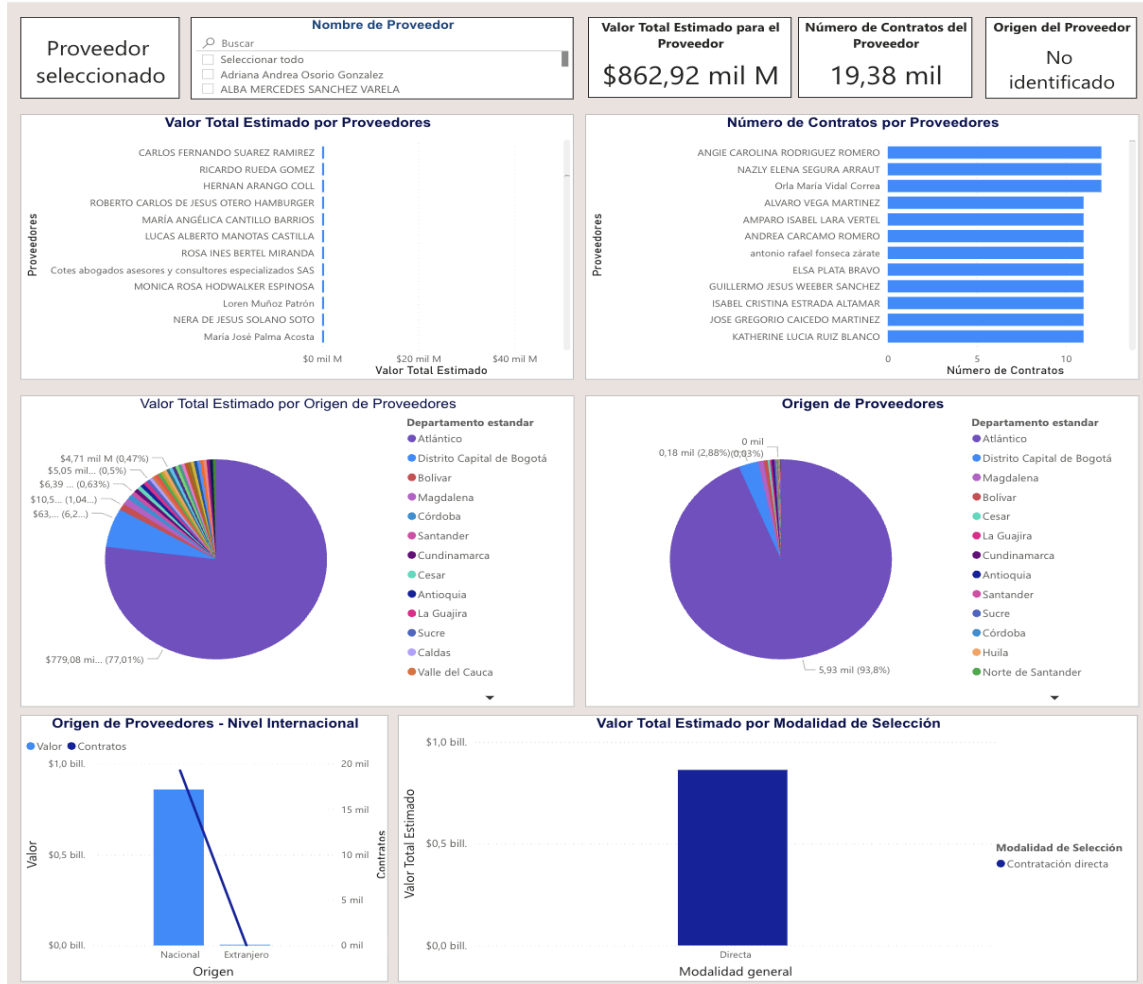 Proveedor
seleccionado
Nombre de Proveedor
Buscar
Seleccionar todo
Adriana Andrea Osorio Gonzalez
ALBA MERCEDES SANCHEZ VARELA
Valor Total Estimado para el
Proveedor
$862,92 mil M
Número de Contratos del
Proveedor
19,38 mil
Origen del Proveedor
No
identificado
Valor Total Estimado por Proveedores
Proveedores
CARLOS FERNANDO SUAREZ RAMIREZ
RICARDO RUEDA GOMEZ
HERNAN ARANGO COLL
ROBERTO CARLOS DE JESUS OTERO HAMBURGER
MARÍA ANGÉLICA CANTILLO BARRIOS
LUCAS ALBERTO MANOTAS CASTILLA
ROSA INES BERTEL MIRANDA
Cotes abogados asesores y consultores especializados SAS
MONICA ROSA HODWALKER ESPINOSA
Loren Muñoz Patrón
NERA DE JESUS SOLANO SOTO
María José Palma Acosta
$0 mil M $20 mil M $40 mil M
Valor Total Estimado
Número de Contratos por Proveedores
Proveedores
ANGIE CAROLINA RODRIGUEZ ROMERO
NAZLY ELENA SEGURA ARRAUT
Orla María Vidal Correa
ALVARO VEGA MARTINEZ
AMPARO ISABEL LARA VERTEL
ANDREA CARCAMO ROMERO
antonio rafael fonseca zárate
ELSA PLATA BRAVO
GUILLERMO JESUS WEEBER SANCHEZ
ISABEL CRISTINA ESTRADA ALTAMAR
JOSE GREGORIO CAICEDO MARTINEZ
KATHERINE LUCIA RUIZ BLANCO
0 5 10
Número de Contratos
Valor Total Estimado por Origen de Proveedores
$4,71 mil M (0,47%)
$5,05 mil... (0,5%)
$6,39 ... (0,63%)
$10,5... (1,04...)
$63,... (6,2...)
$779,08 mi... (77,01%)
Departamento estandar
Atlántico
Distrito Capital de Bogotá
Bolívar
Magdalena
Córdoba
Santander
Cundinamarca
Cesar
Antioquia
La Guajira
Sucre
Caldas
Valle del Cauca
Origen de Proveedores
0 mil
0,18 mil (2,88%)
(0,03%)
5,93 mil (93,8%)
Departamento estandar
Atlántico
Distrito Capital de Bogotá
Magdalena
Bolívar
Cesar
La Guajira
Cundinamarca
Antioquia
Santander
Sucre
Córdoba
Huila
Norte de Santander
Origen de Proveedores - Nivel Internacional
Valor Contratos
Valor
$1,0 bill.
$0,5 bill.
$0,0 bill.
20 mil
15 mil
10 mil
5 mil
0 mil
Contratos
Nacional Extranjero
Origen
Valor Total Estimado por Modalidad de Selección
Valor Total Estimado
$1,0 bill.
$0,5 bill.
$0,0 bill.
Directa
Modalidad general
Modalidad de Selección
Contratación directa